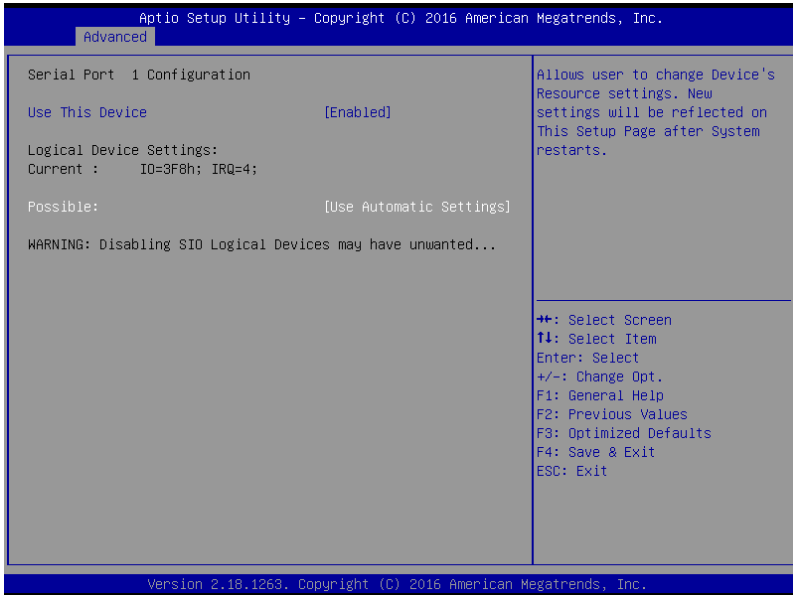 Aptio Setup Utility – Copyright (C) 2016 American Megatrends, Inc.
Advanced
Serial Port 1 Configuration
Use This Device [Enabled]
Logical Device Settings:
Current : IO=3F8h; IRQ=4;
Possible: [Use Automatic Settings]
WARNING: Disabling SIO Logical Devices may have unwanted...
Allows user to change Device's
Resource settings. New
settings will be reflected on
This Setup Page after System
restarts.
→←: Select Screen
↑↓: Select Item
Enter: Select
+/-: Change Opt.
F1: General Help
F2: Previous Values
F3: Optimized Defaults
F4: Save & Exit
ESC: Exit
Version 2.18.1263. Copyright (C) 2016 American Megatrends, Inc.